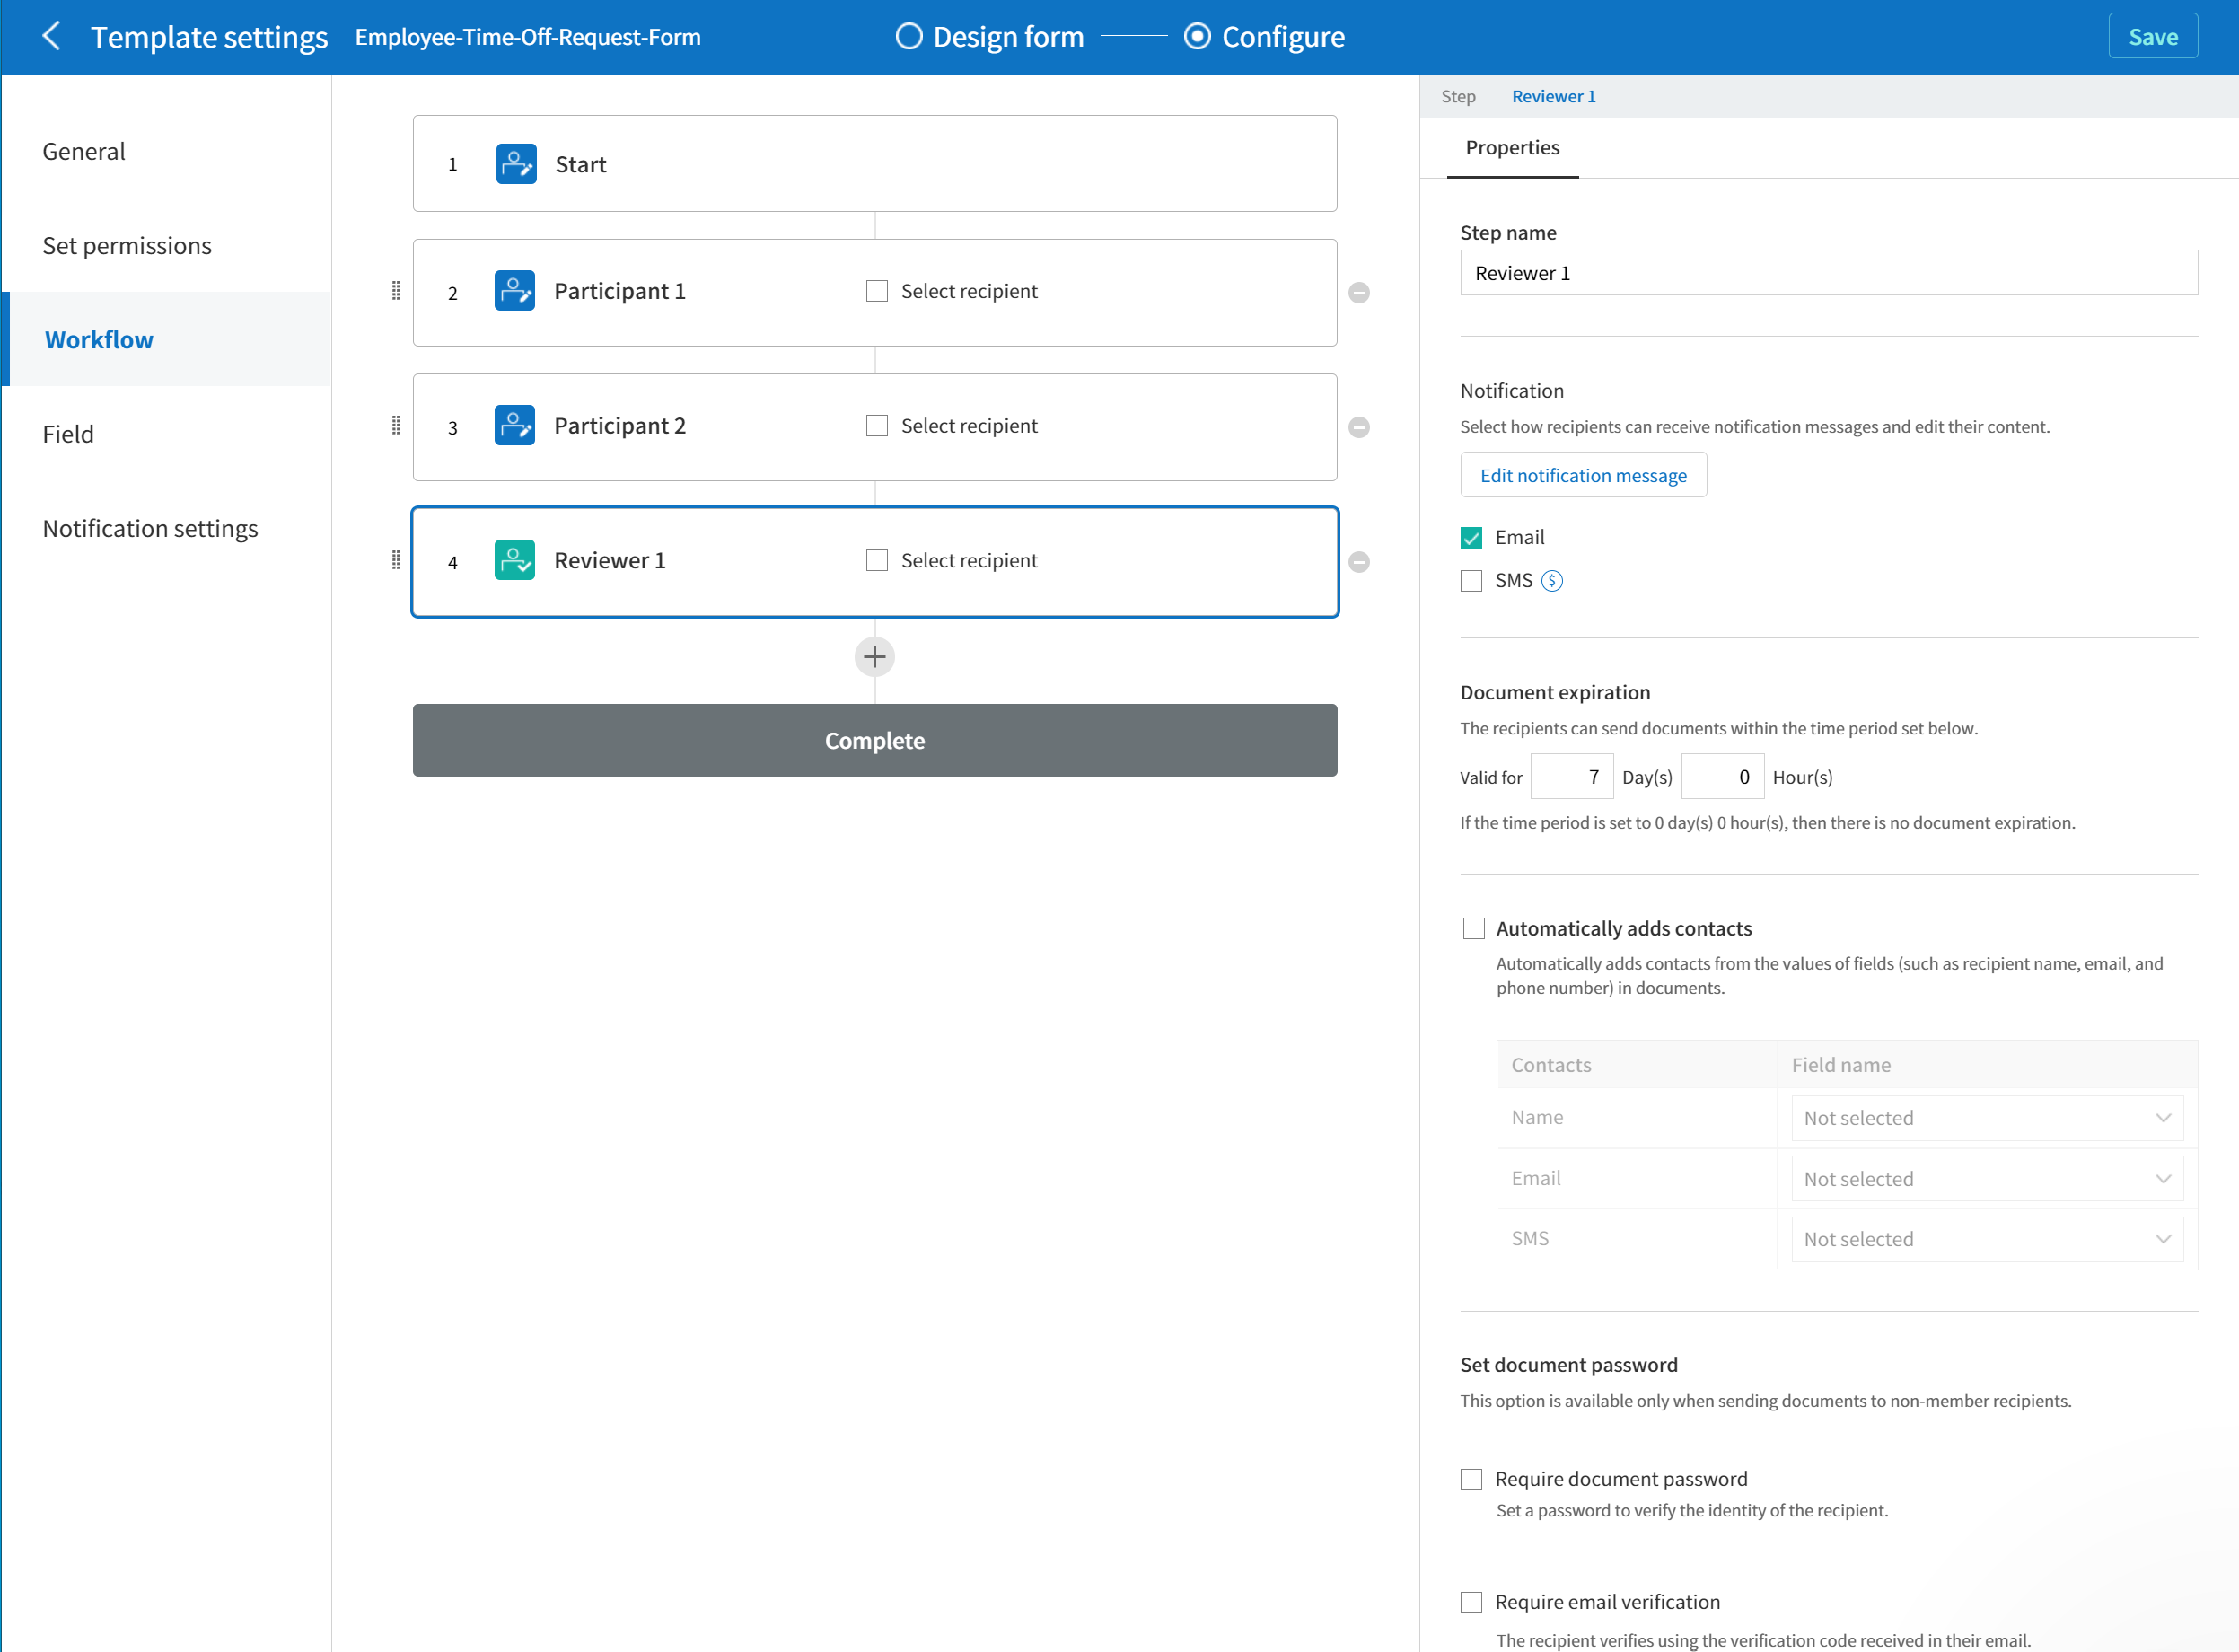 Template settings Employee-Time-Off-Request-Form Design form Configure Save
General
Set permissions
Workflow
Field
Notification settings
1 Start
2 Participant 1 Select recipient
3 Participant 2 Select recipient
4 Reviewer 1 Select recipient
+
Complete
Step Reviewer 1
Properties
Step name
Reviewer 1
Notification
Select how recipients can receive notification messages and edit their content.
Edit notification message
Email
SMS $
Document expiration
The recipients can send documents within the time period set below.
Valid for 7 Day(s) 0 Hour(s)
If the time period is set to 0 day(s) 0 hour(s), then there is no document expiration.
Automatically adds contacts
Automatically adds contacts from the values of fields (such as recipient name, email, and
phone number) in documents.
Contacts Field name
Name Not selected
Email Not selected
SMS Not selected
Set document password
This option is available only when sending documents to non-member recipients.
Require document password
Set a password to verify the identity of the recipient.
Require email verification
The recipient verifies using the verification code received in their email.